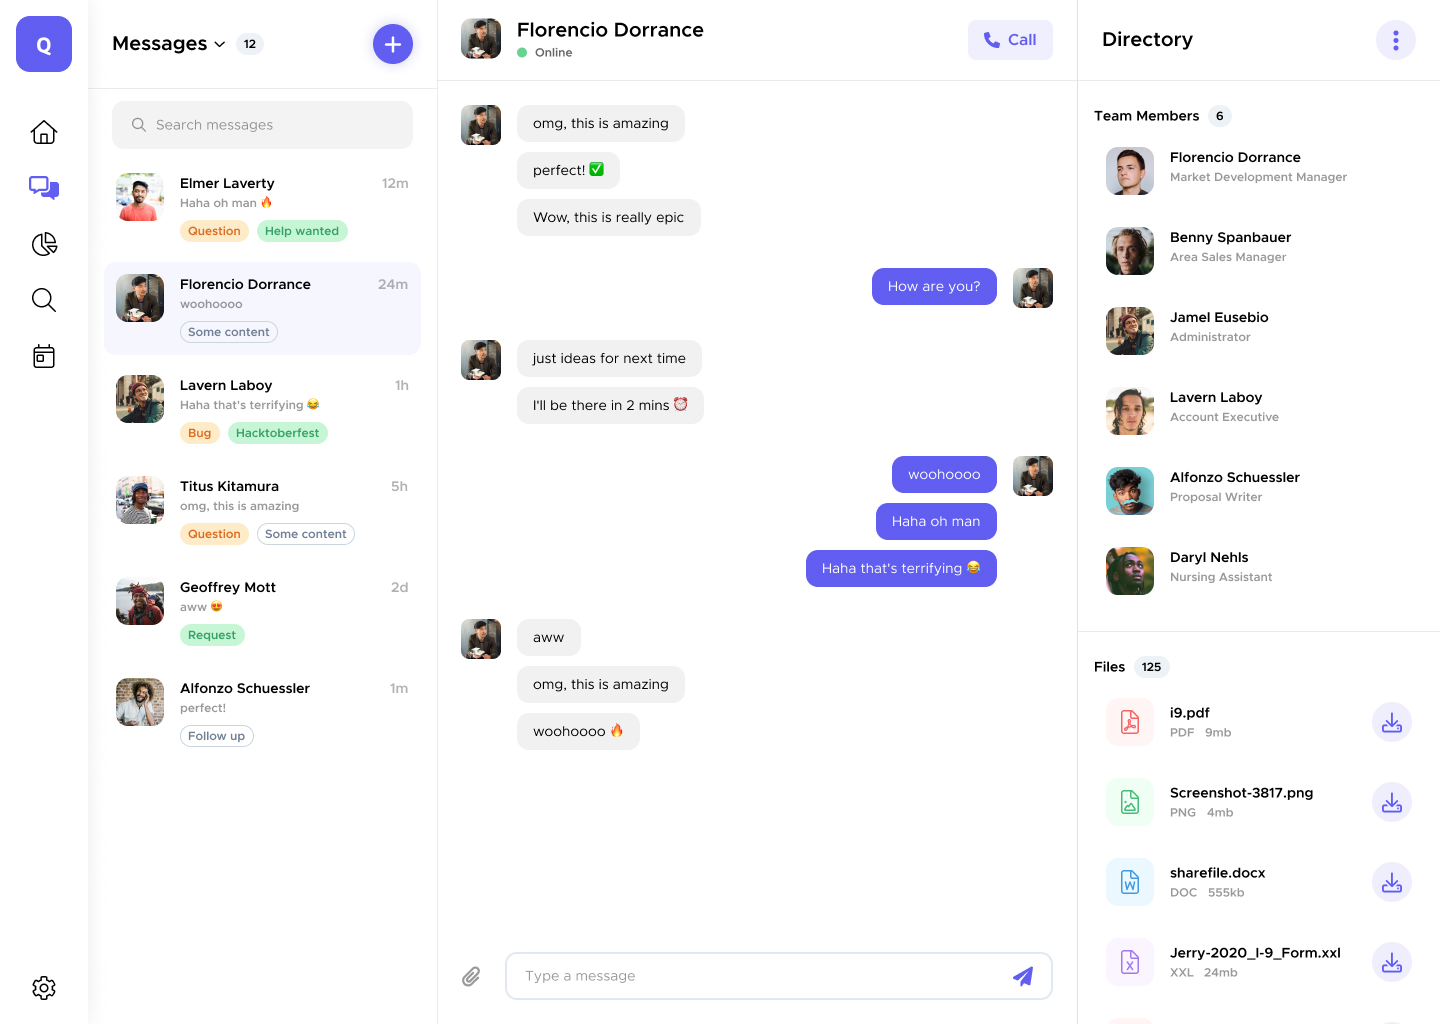 Q
Messages 12
Search messages
Elmer Laverty 12m
Haha oh man 🔥
Question Help wanted
Florencio Dorrance 24m
woohoooo
Some content
Lavern Laboy 1h
Haha that's terrifying 😂
Bug Hacktoberfest
Titus Kitamura 5h
omg, this is amazing
Question Some content
Geoffrey Mott 2d
aww 😍
Request
Alfonzo Schuessler 1m
perfect!
Follow up
Florencio Dorrance
Online
Call
omg, this is amazing
perfect! ✅
Wow, this is really epic
How are you?
just ideas for next time
I'll be there in 2 mins ⏰
woohoooo
Haha oh man
Haha that's terrifying 😂
aww
omg, this is amazing
woohoooo 🔥
Type a message
Directory
Team Members 6
Florencio Dorrance
Market Development Manager
Benny Spanbauer
Area Sales Manager
Jamel Eusebio
Administrator
Lavern Laboy
Account Executive
Alfonzo Schuessler
Proposal Writer
Daryl Nehls
Nursing Assistant
Files 125
i9.pdf
PDF 9mb
Screenshot-3817.png
PNG 4mb
sharefile.docx
DOC 555kb
W
Jerry-2020_I-9_Form.xxl
XXL 24mb
X